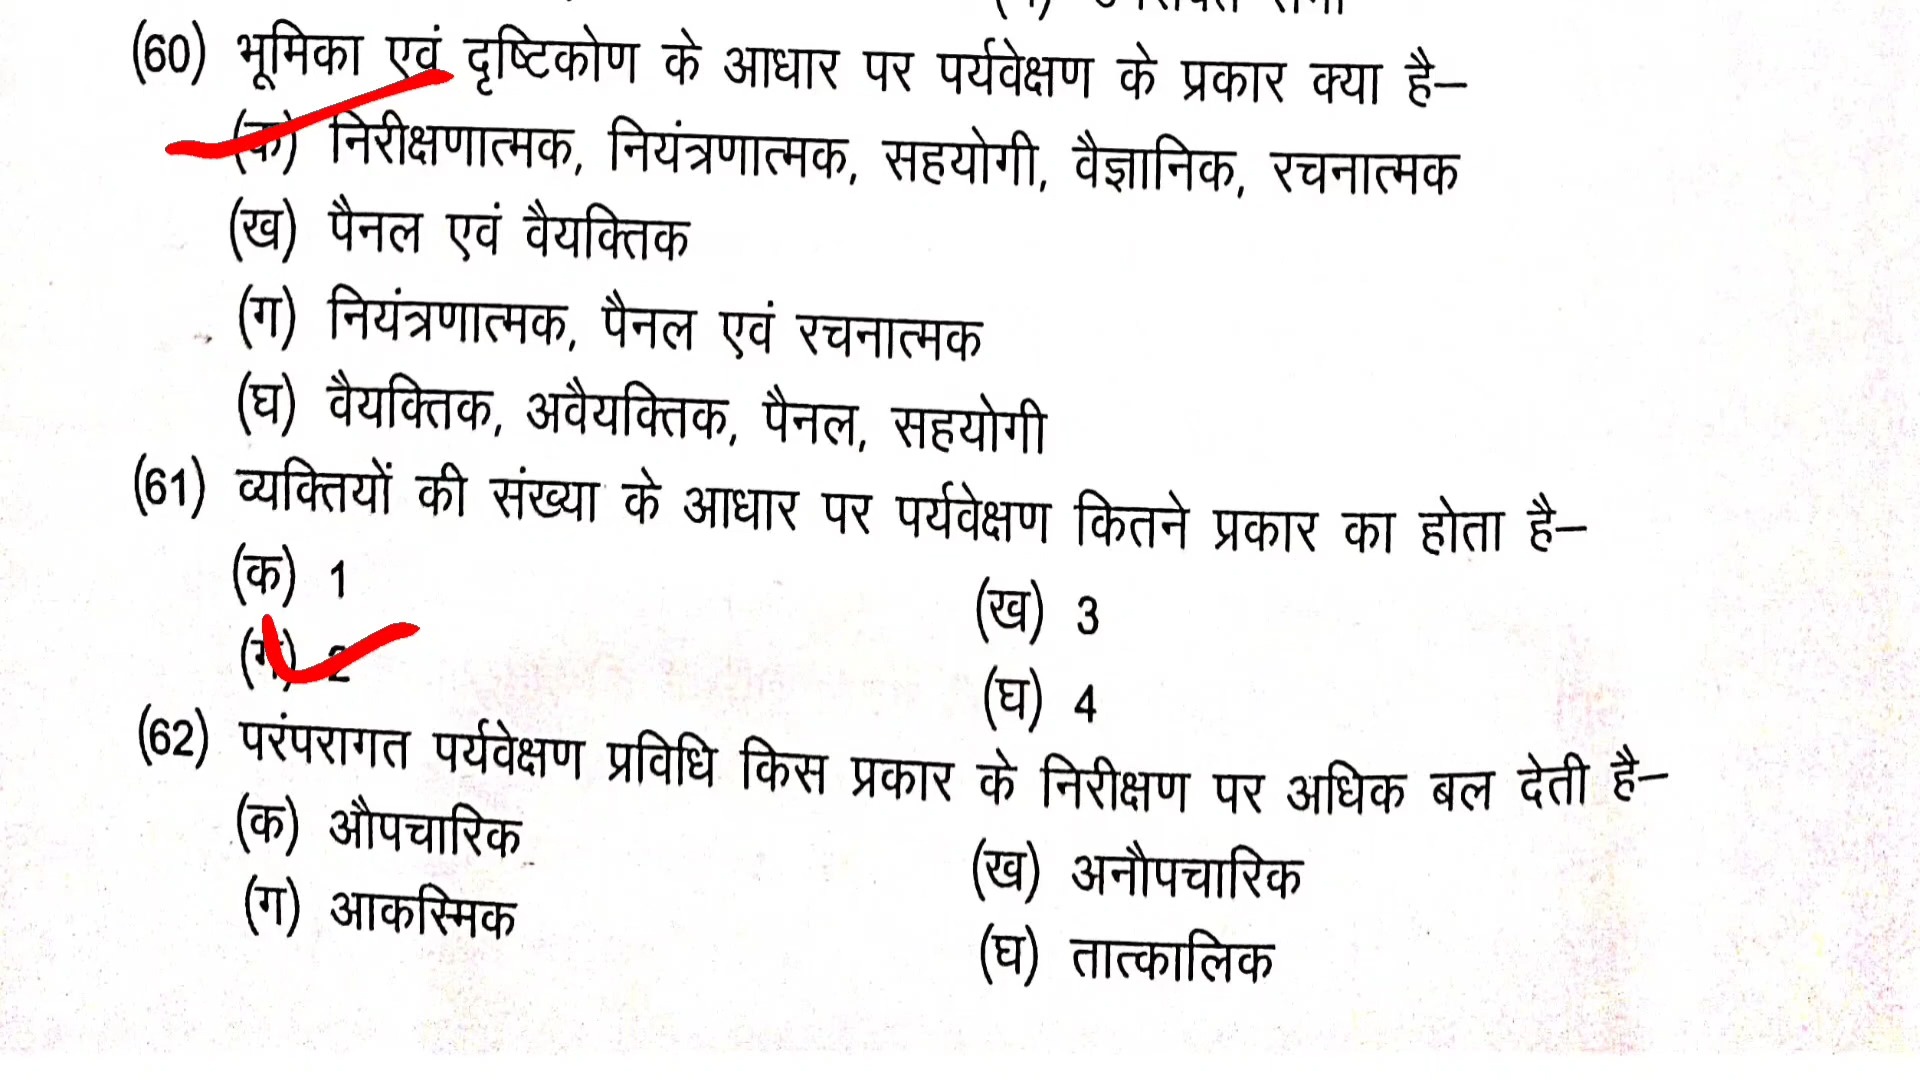 (60) भूमिका एवं दृष्टिकोण के आधार पर पर्यवेक्षण के प्रकार क्या है–
(क) निरीक्षणात्मक, नियंत्रणात्मक, सहयोगी, वैज्ञानिक, रचनात्मक
(ख) पैनल एवं वैयक्तिक
(ग) नियंत्रणात्मक, पैनल एवं रचनात्मक
(घ) वैयक्तिक, अवैयक्तिक, पैनल, सहयोगी
(61) व्यक्तियों की संख्या के आधार पर पर्यवेक्षण कितने प्रकार का होता है–
(क) 1 (ख) 3
(ग) 2 (घ) 4
(62) परंपरागत पर्यवेक्षण प्रविधि किस प्रकार के निरीक्षण पर अधिक बल देती है–
(क) औपचारिक (ख) अनौपचारिक
(ग) आकस्मिक (घ) तात्कालिक